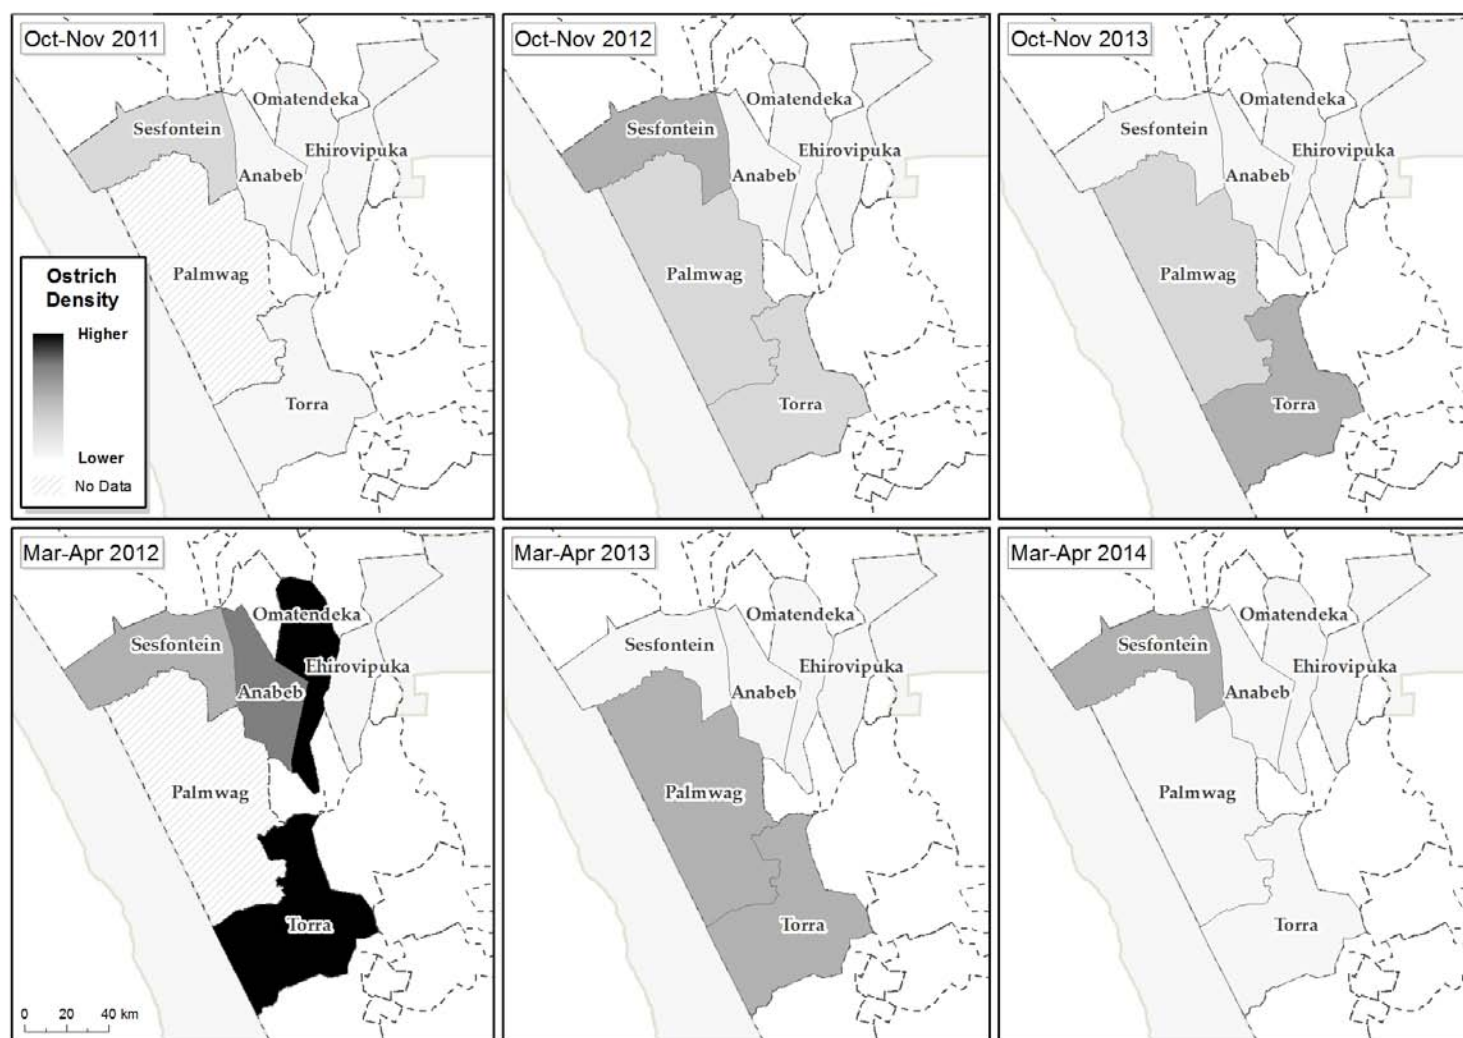 Oct-Nov 2011
Omatendeka
Sesfontein
Ehirovipuka
Anabeb
Palmwag
Torra
Ostrich
Density
Higher
Lower
No Data
Oct-Nov 2012
Omatendeka
Sesfontein
Ehirovipuka
Anabeb
Palmwag
Torra
Oct-Nov 2013
Omatendeka
Sesfontein
Ehirovipuka
Anabeb
Palmwag
Torra
Mar-Apr 2012
Omatendeka
Sesfontein
Ehirovipuka
Anabeb
Palmwag
Torra
0 20 40 km
Mar-Apr 2013
Omatendeka
Sesfontein
Ehirovipuka
Anabeb
Palmwag
Torra
Mar-Apr 2014
Omatendeka
Sesfontein
Ehirovipuka
Anabeb
Palmwag
Torra